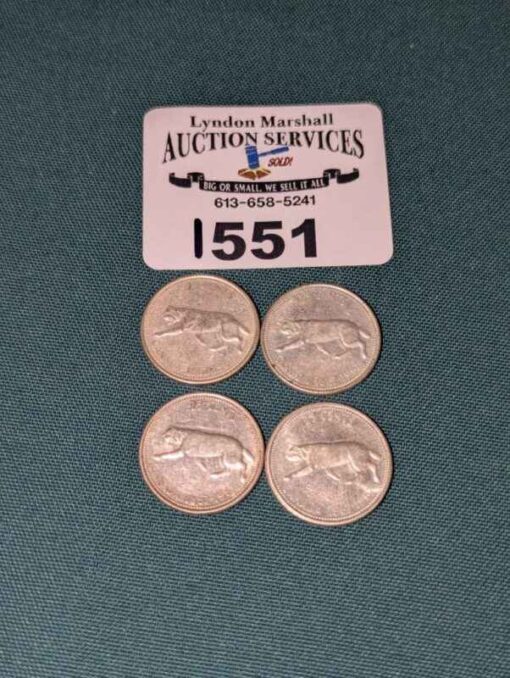 Lyndon Marshall
AUCTION SERVICES
SOLD!
BIG OR SMALL, WE SELL IT ALL
613-658-5241
1551